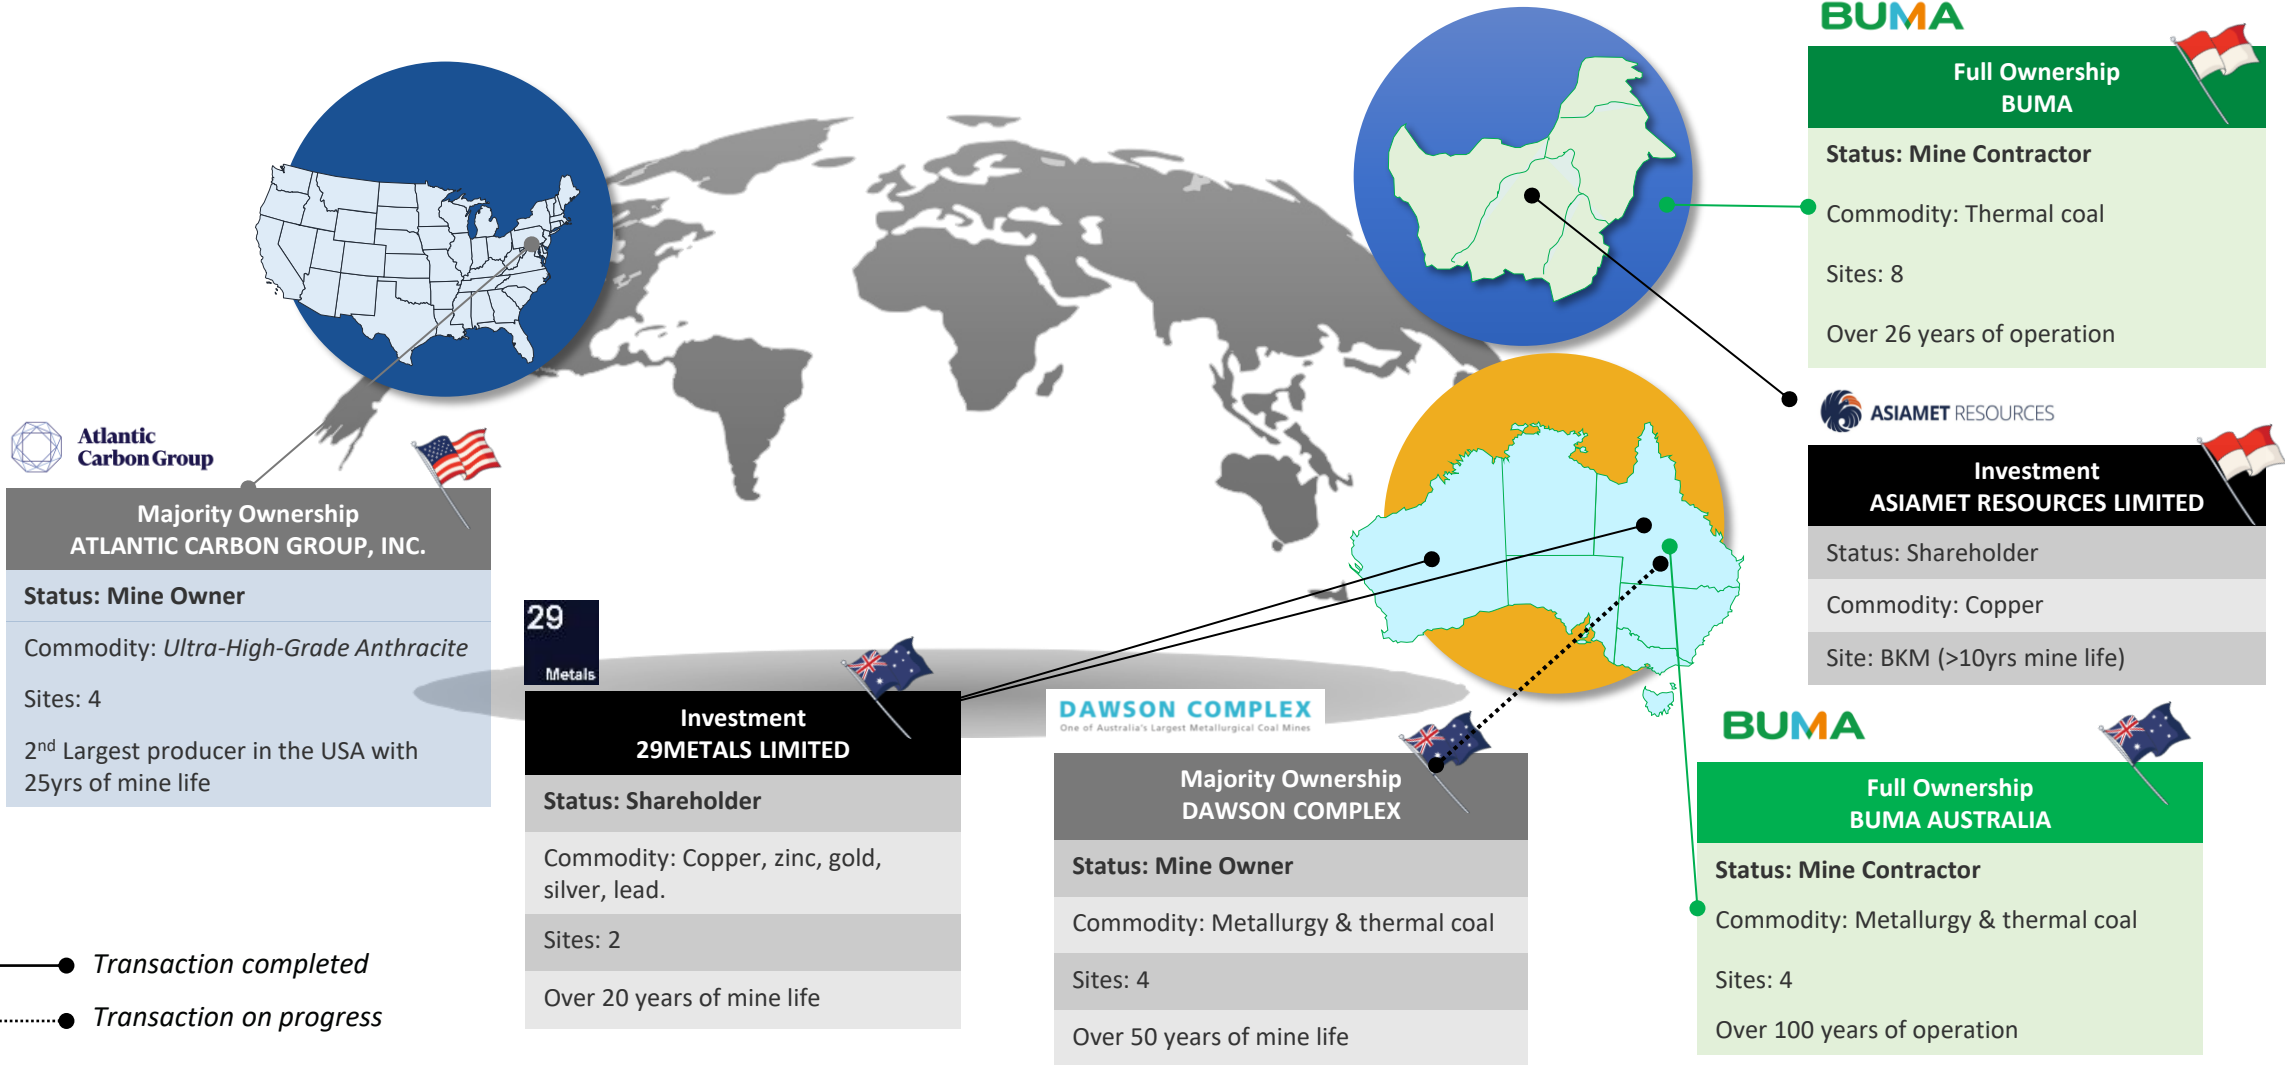 BUMA
Full Ownership
BUMA
Status: Mine Contractor
Commodity: Thermal coal
Sites: 8
Over 26 years of operation
ASIAMET RESOURCES
Investment
ASIAMET RESOURCES LIMITED
Status: Shareholder
Commodity: Copper
Site: BKM (>10yrs mine life)
Atlantic
Carbon Group
Majority Ownership
ATLANTIC CARBON GROUP, INC.
Status: Mine Owner
Commodity: Ultra-High-Grade Anthracite
Sites: 4
2nd Largest producer in the USA with
25yrs of mine life
29
Metals
Investment
29METALS LIMITED
Status: Shareholder
Commodity: Copper, zinc, gold,
silver, lead.
Sites: 2
Over 20 years of mine life
DAWSON COMPLEX
One of Australia's Largest Metallurgical Coal Mines
Majority Ownership
DAWSON COMPLEX
Status: Mine Owner
Commodity: Metallurgy & thermal coal
Sites: 4
Over 50 years of mine life
BUMA
Full Ownership
BUMA AUSTRALIA
Status: Mine Contractor
Commodity: Metallurgy & thermal coal
Sites: 4
Over 100 years of operation
Transaction completed
Transaction on progress